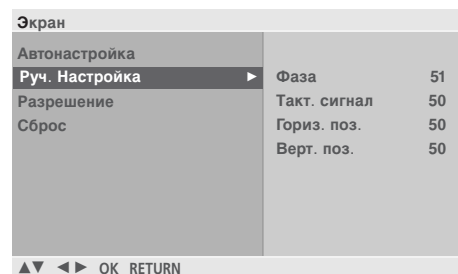 Экран
Автонастройка
Руч. Настройка ►
Разрешение
Сброс
Фаза 51
Такт. сигнал 50
Гориз. поз. 50
Верт. поз. 50
▲▼ ◄► OK RETURN